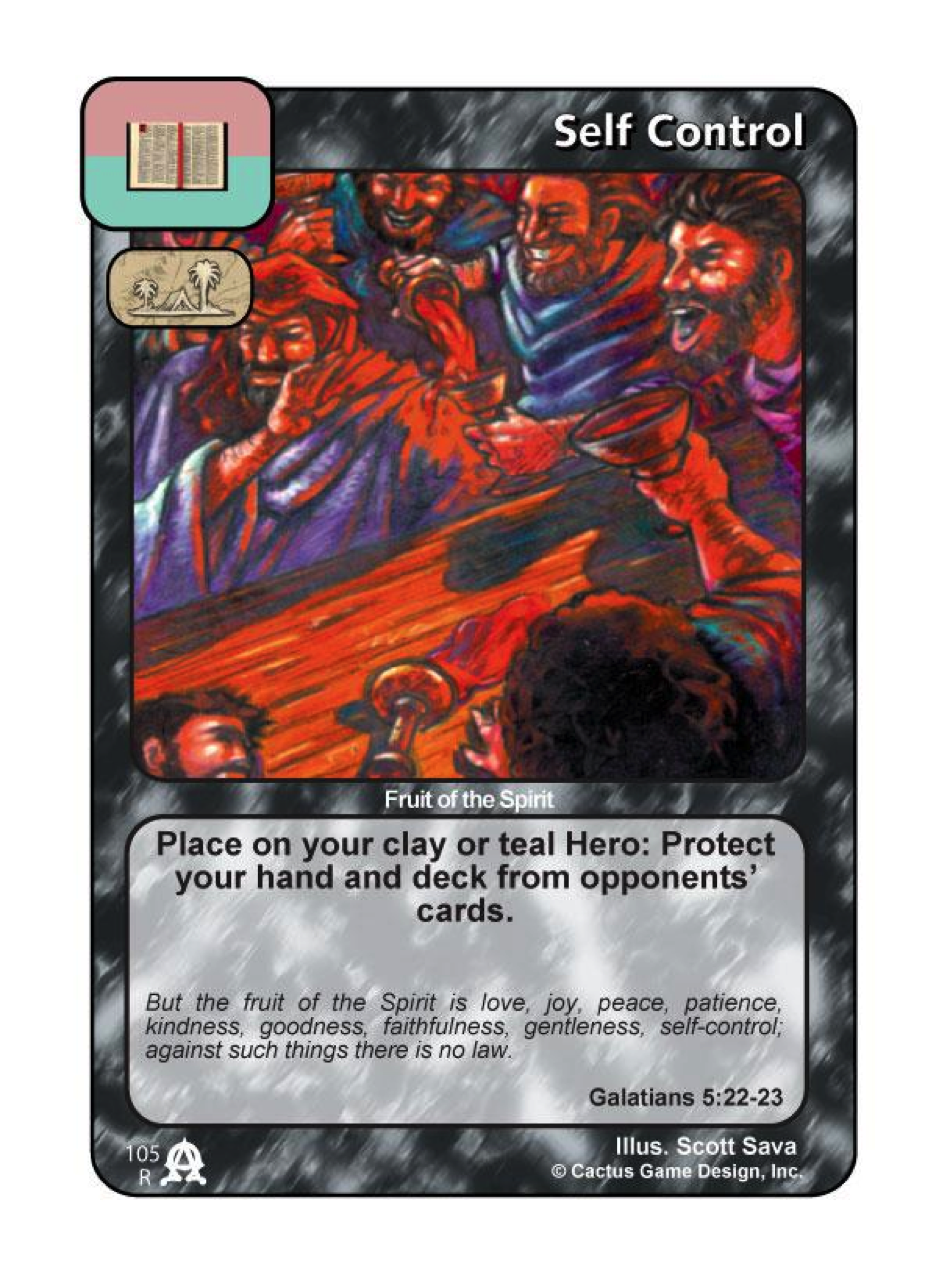 Self Control
Fruit of the Spirit
Place on your clay or teal Hero: Protect
your hand and deck from opponents’
cards.
But the fruit of the Spirit is love, joy, peace, patience,
kindness, goodness, faithfulness, gentleness, self-control;
against such things there is no law.
Galatians 5:22-23
105
R
Illus. Scott Sava
© Cactus Game Design, Inc.